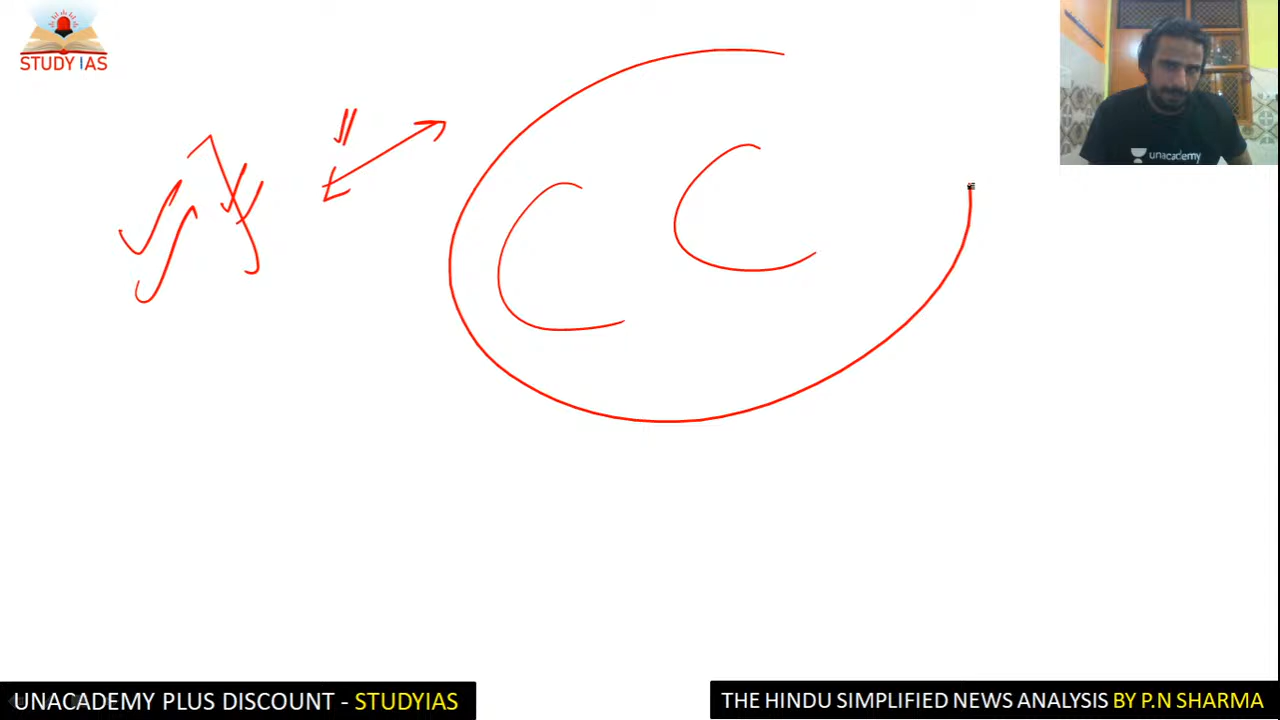 STUDY IAS
unacademy
UNACADEMY PLUS DISCOUNT - STUDYIAS
THE HINDU SIMPLIFIED NEWS ANALYSIS BY P.N SHARMA